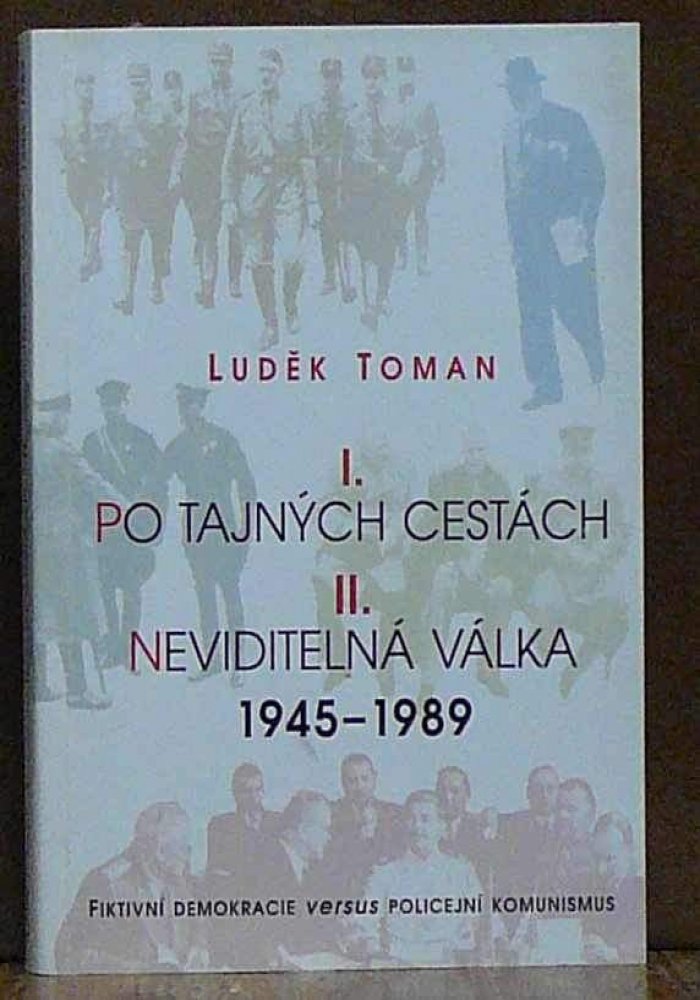 LUDĚK TOMAN
I.
PO TAJNÝCH CESTÁCH
II.
NEVIDITELNÁ VÁLKA
1945–1989
FIKTIVNÍ DEMOKRACIE versus POLICEJNÍ KOMUNISMUS